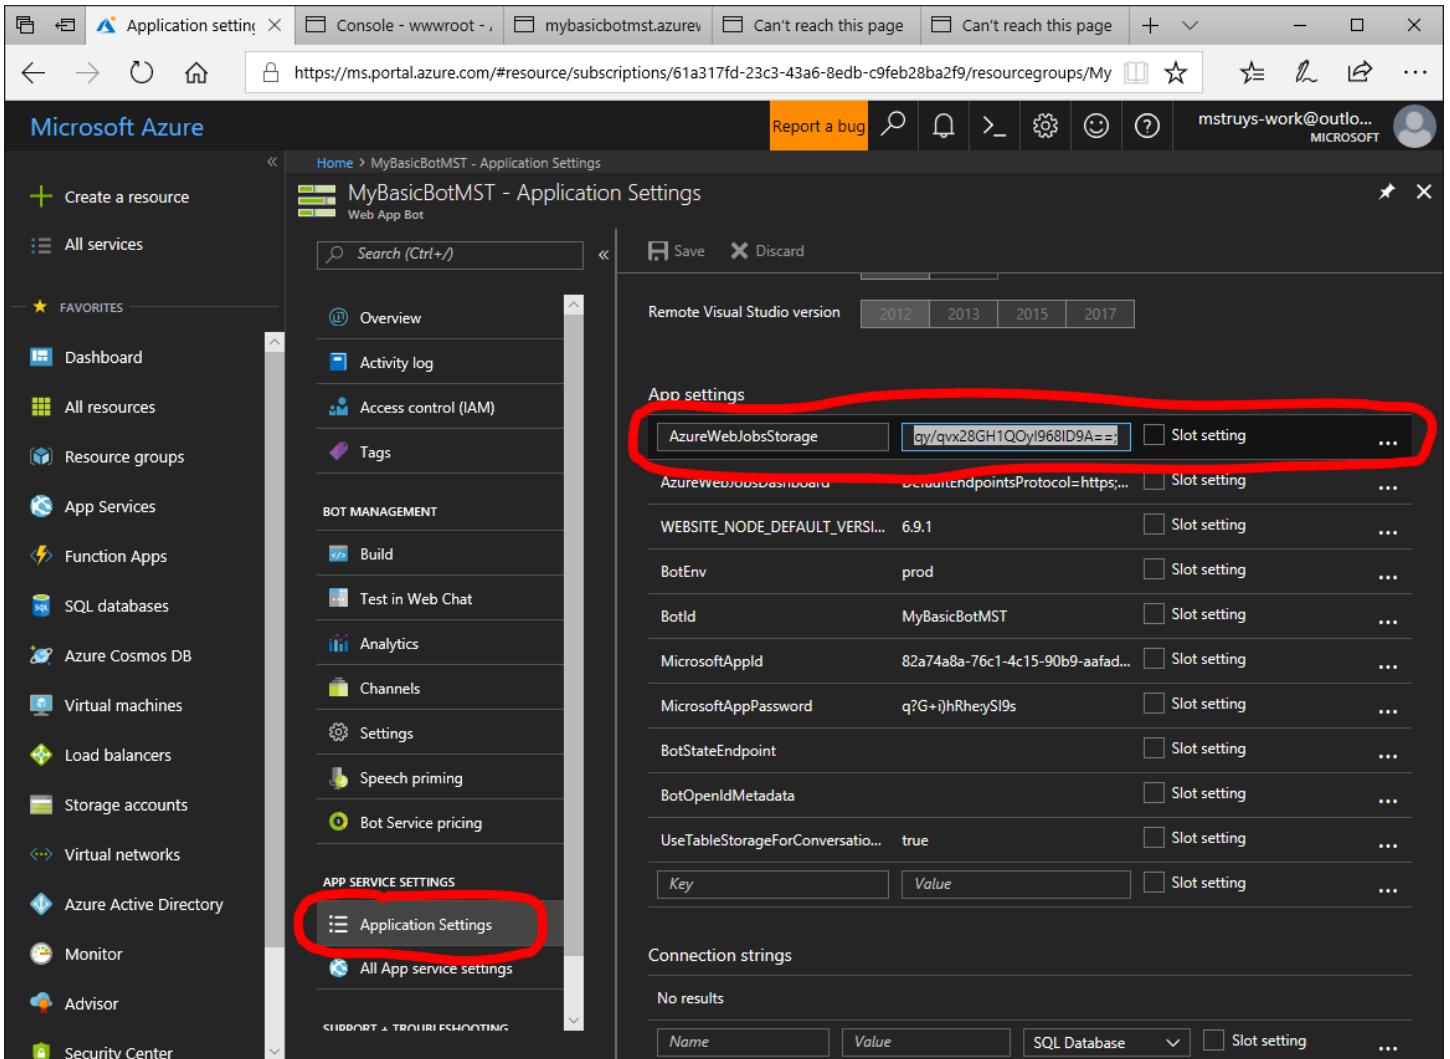 Application setting
Console - wwwroot - 
mybasicbotmst.azurew
Can't reach this page
Can't reach this page
https://ms.portal.azure.com/#resource/subscriptions/61a317fd-23c3-43a6-8edb-c9feb28ba2f9/resourcegroups/My
Microsoft Azure
Report a bug
mstruys-work@outlo...
MICROSOFT
Home > MyBasicBotMST - Application Settings
MyBasicBotMST - Application Settings
Web App Bot
Create a resource
All services
FAVORITES
Dashboard
All resources
Resource groups
App Services
Function Apps
SQL databases
Azure Cosmos DB
Virtual machines
Load balancers
Storage accounts
Virtual networks
Azure Active Directory
Monitor
Advisor
Security Center
Search (Ctrl+/)
Overview
Activity log
Access control (IAM)
Tags
BOT MANAGEMENT
Build
Test in Web Chat
Analytics
Channels
Settings
Speech priming
Bot Service pricing
APP SERVICE SETTINGS
Application Settings
All App service settings
SUPPORT + TROUBLESHOOTING
Save Discard
Remote Visual Studio version 2012 2013 2015 2017
App settings
AzureWebJobsStorage qy/qvx28GH1QOyI968ID9A==; Slot setting ...
AzureWebJobsDashboard DefaultEndpointsProtocol=https;... Slot setting ...
WEBSITE_NODE_DEFAULT_VERSI... 6.9.1 Slot setting ...
BotEnv prod Slot setting ...
BotId MyBasicBotMST Slot setting ...
MicrosoftAppId 82a74a8a-76c1-4c15-90b9-aafad... Slot setting ...
MicrosoftAppPassword q?G+i)hRhe:ySI9s Slot setting ...
BotStateEndpoint Slot setting ...
BotOpenIdMetadata Slot setting ...
UseTableStorageForConversatio... true Slot setting ...
Key Value Slot setting ...
Connection strings
No results
Name Value SQL Database Slot setting ...